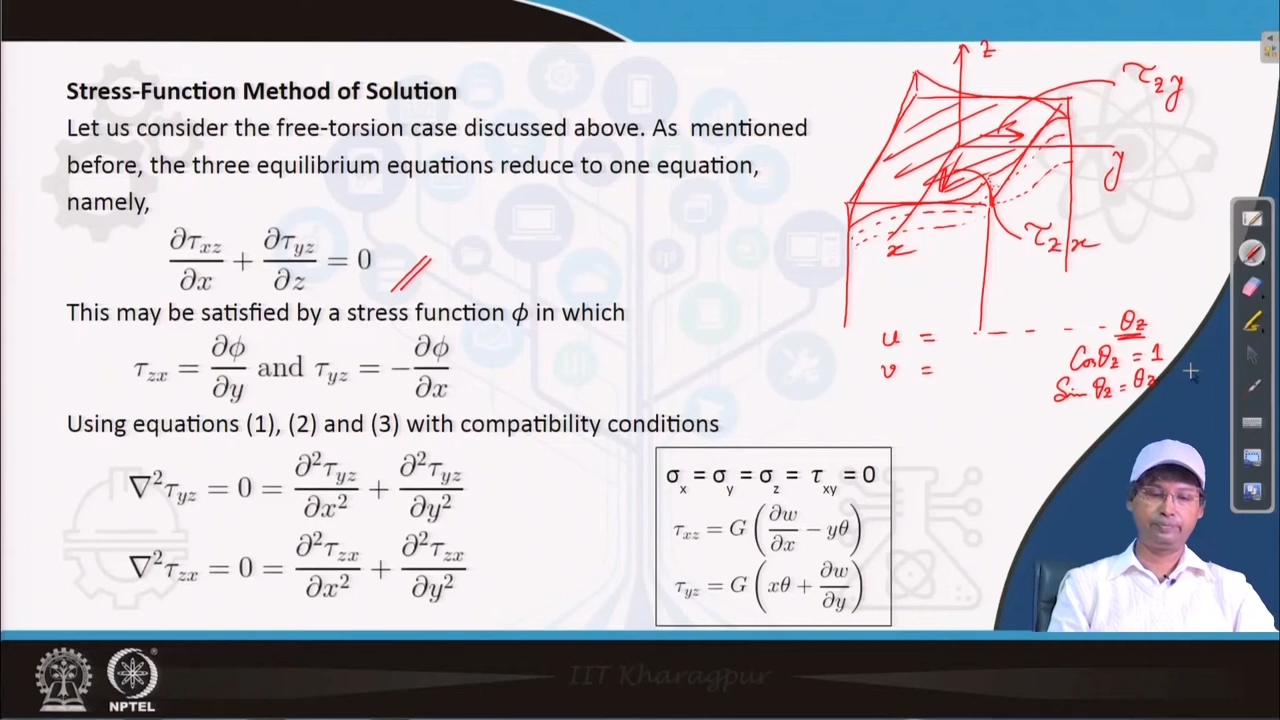 Stress-Function Method of Solution
Let us consider the free-torsion case discussed above. As mentioned
before, the three equilibrium equations reduce to one equation,
namely,
∂τxz/∂x + ∂τyz/∂z = 0
This may be satisfied by a stress function ϕ in which
τzx = ∂ϕ/∂y and τyz = −∂ϕ/∂x
Using equations (1), (2) and (3) with compatibility conditions
∇²τyz = 0 = ∂²τyz/∂x² + ∂²τyz/∂y²
∇²τzx = 0 = ∂²τzx/∂x² + ∂²τzx/∂y²
σx = σy = σz = τxy = 0
τxz = G(∂w/∂x − yθ)
τyz = G(xθ + ∂w/∂y)
z
τzy
y
x
τzx
u = - - - - - θz
v =
Cosθz = 1
Sinθz = θz
NPTEL
IIT Kharagpur